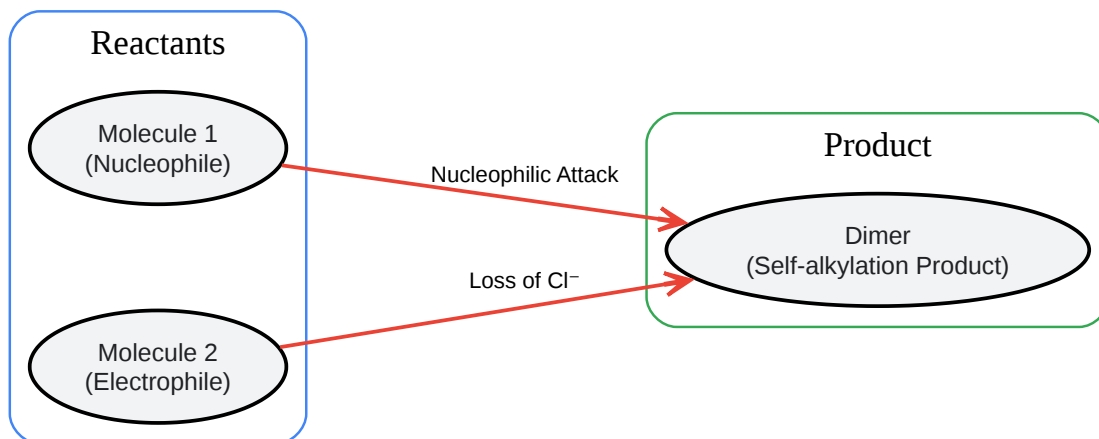 Reactants
Molecule 1
(Nucleophile)
Nucleophilic Attack
Product
Dimer
(Self-alkylation Product)
Loss of Cl⁻
Molecule 2
(Electrophile)